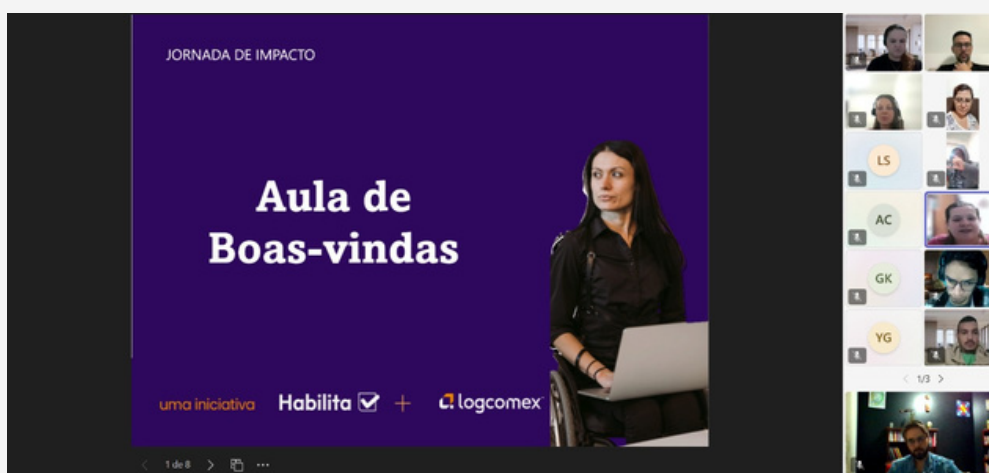 JORNADA DE IMPACTO
Aula de
Boas-vindas
uma iniciativa Habilita + logcomex
1 de 8
LS
AC
GK
YG
1/3